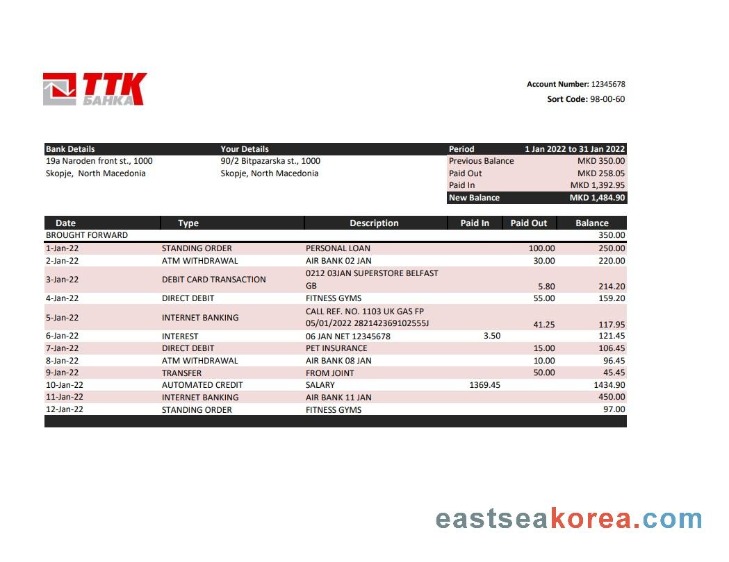 TTK
БАНКА
Account Number: 12345678
Sort Code: 98-00-60
Bank Details Your Details Period 1 Jan 2022 to 31 Jan 2022
19a Naroden front st., 1000 90/2 Bitpazarska st., 1000 Previous Balance MKD 350.00
Skopje, North Macedonia Skopje, North Macedonia Paid Out MKD 258.05
Paid In MKD 1,392.95
New Balance MKD 1,484.90
Date Type Description Paid In Paid Out Balance
BROUGHT FORWARD 350.00
1-Jan-22 STANDING ORDER PERSONAL LOAN 100.00 250.00
2-Jan-22 ATM WITHDRAWAL AIR BANK 02 JAN 30.00 220.00
3-Jan-22 DEBIT CARD TRANSACTION 0212 03JAN SUPERSTORE BELFAST
GB 5.80 214.20
4-Jan-22 DIRECT DEBIT FITNESS GYMS 55.00 159.20
5-Jan-22 INTERNET BANKING CALL REF. NO. 1103 UK GAS FP
05/01/2022 282142369102555J 41.25 117.95
6-Jan-22 INTEREST 06 JAN NET 12345678 3.50 121.45
7-Jan-22 DIRECT DEBIT PET INSURANCE 15.00 106.45
8-Jan-22 ATM WITHDRAWAL AIR BANK 08 JAN 10.00 96.45
9-Jan-22 TRANSFER FROM JOINT 50.00 45.45
10-Jan-22 AUTOMATED CREDIT SALARY 1369.45 1434.90
11-Jan-22 INTERNET BANKING AIR BANK 11 JAN 450.00
12-Jan-22 STANDING ORDER FITNESS GYMS 97.00
eastseakorea.com